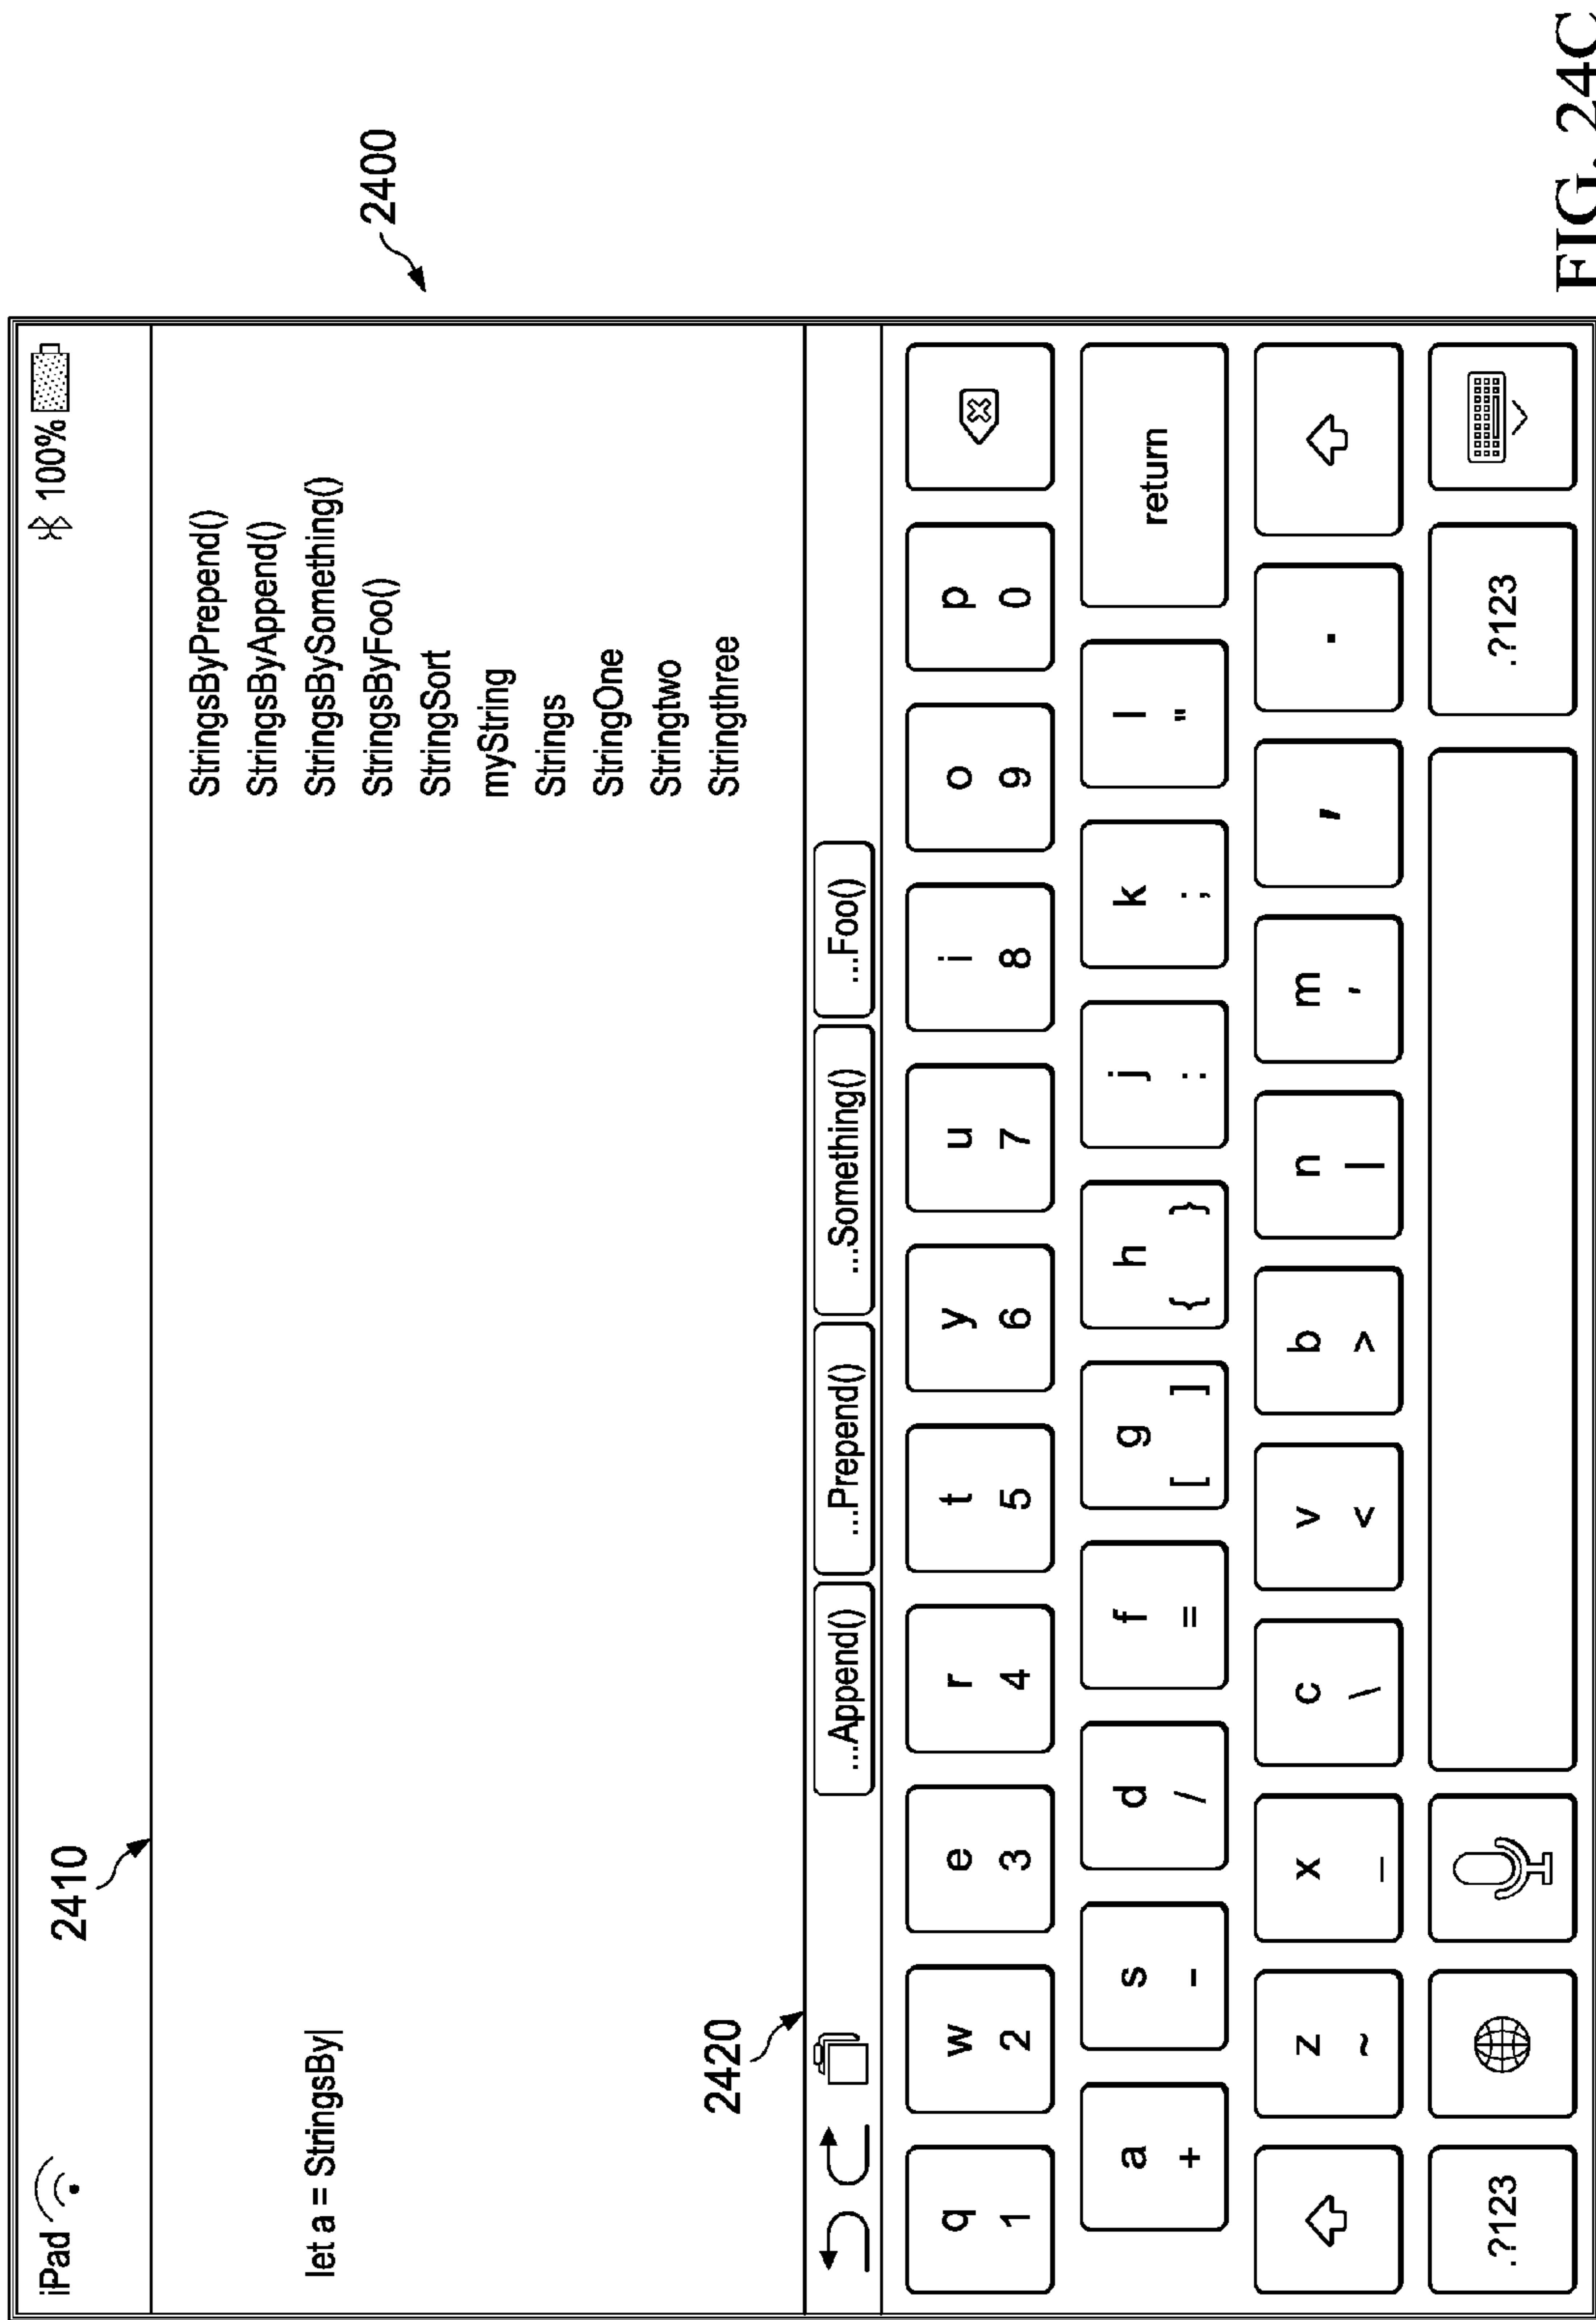 2410
iPad 100%
2400
StringsByPrepend()
StringsByAppend()
StringsBySomething()
let a = StringsBy|
StringsByFoo()
StringSort
myString
Strings
StringOne
Stringtwo
Stringthree
2420
...Append() ...Prepend() ...Something() ...Foo()
q w e r t y u i o p
1 2 3 4 5 6 7 8 9 0
a s d f g h j k l return
+ - / = [ ] { } : ; "
z x c v b n m , .
~ _ \ < > | '
.?123 .?123
FIG. 24C